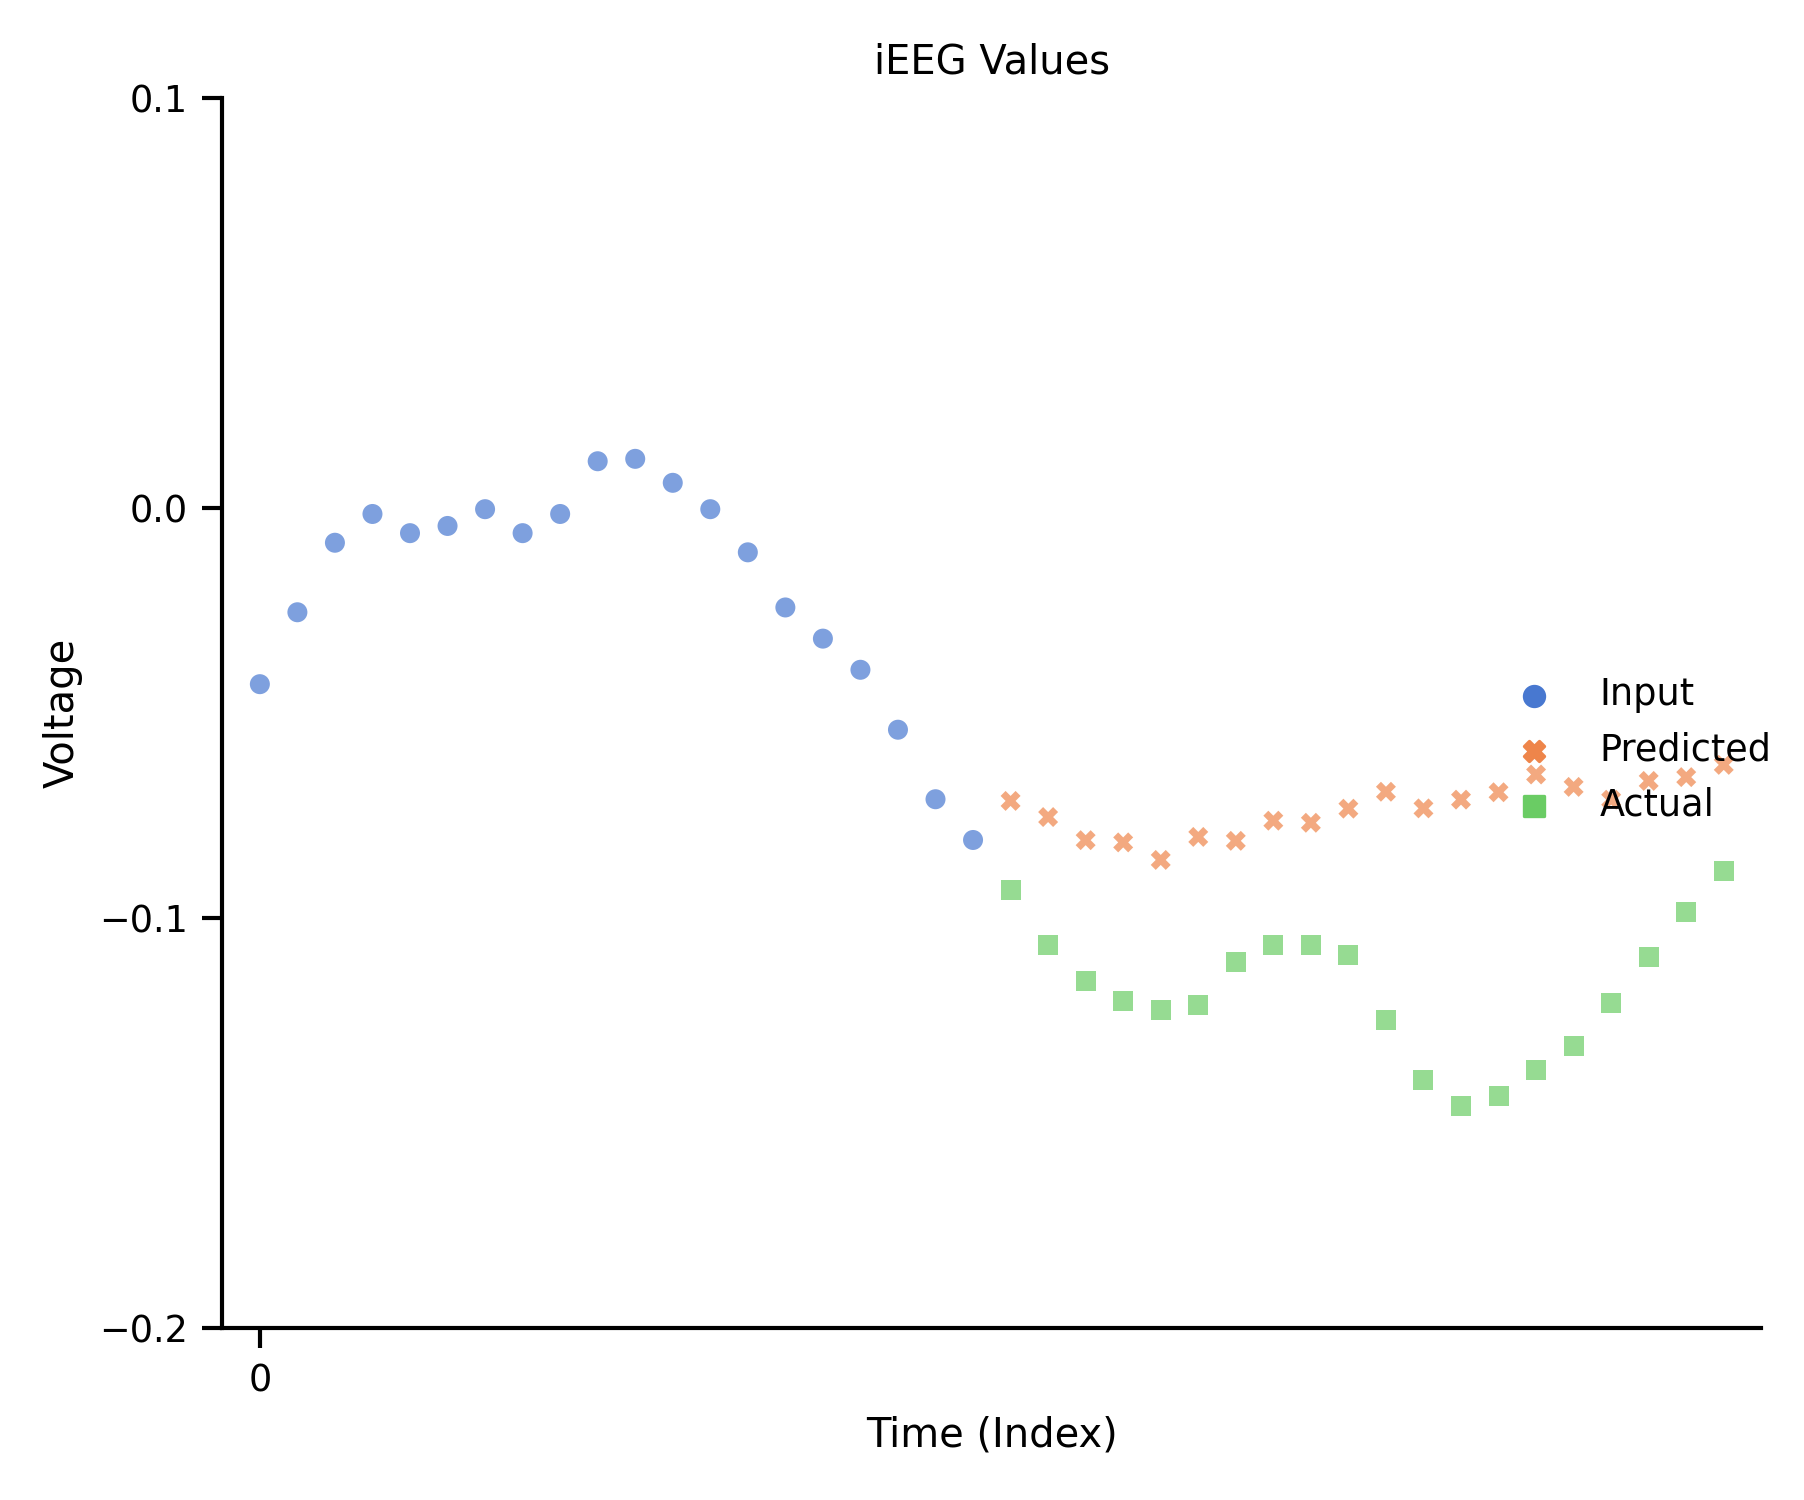 iEEG Values
0.1
0.0
−0.1
−0.2
Voltage
Input
Predicted
Actual
0
Time (Index)